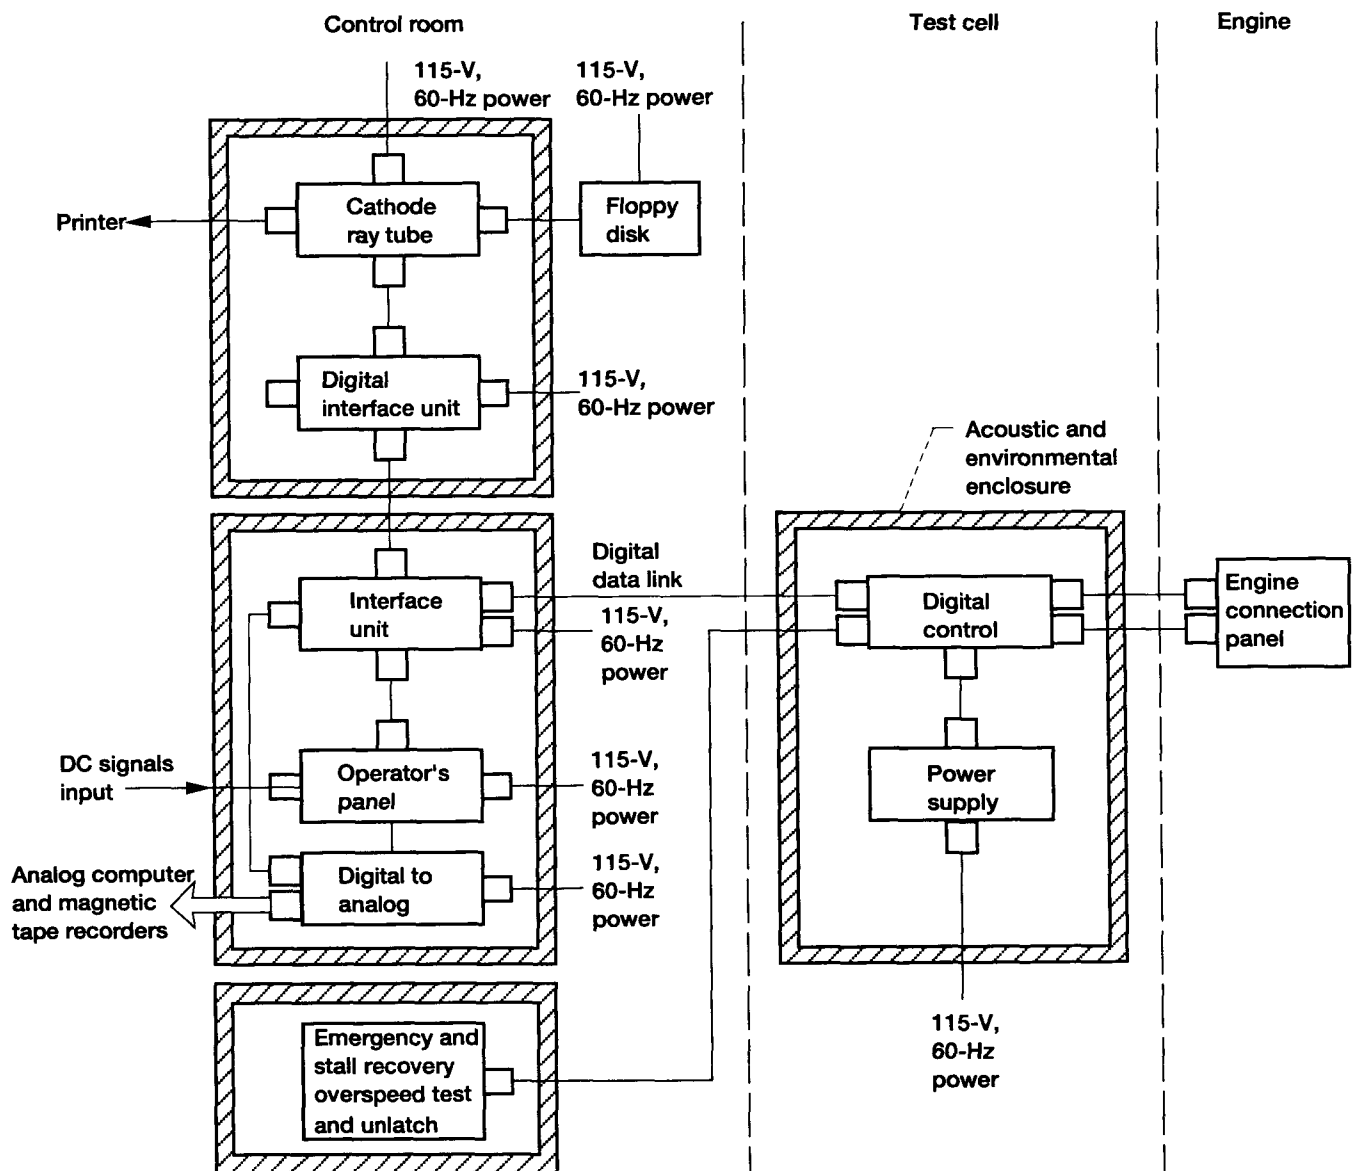 Control room
Test cell
Engine
115-V,
60-Hz power
115-V,
60-Hz power
Printer
Cathode
ray tube
Floppy
disk
Digital
interface unit
115-V,
60-Hz power
Acoustic and
environmental
enclosure
Digital
data link
Interface
unit
115-V,
60-Hz
power
Digital
control
Engine
connection
panel
DC signals
input
Operator's
panel
115-V,
60-Hz
power
Power
supply
Analog computer
and magnetic
tape recorders
Digital to
analog
115-V,
60-Hz
power
115-V,
60-Hz
power
Emergency and
stall recovery
overspeed test
and unlatch